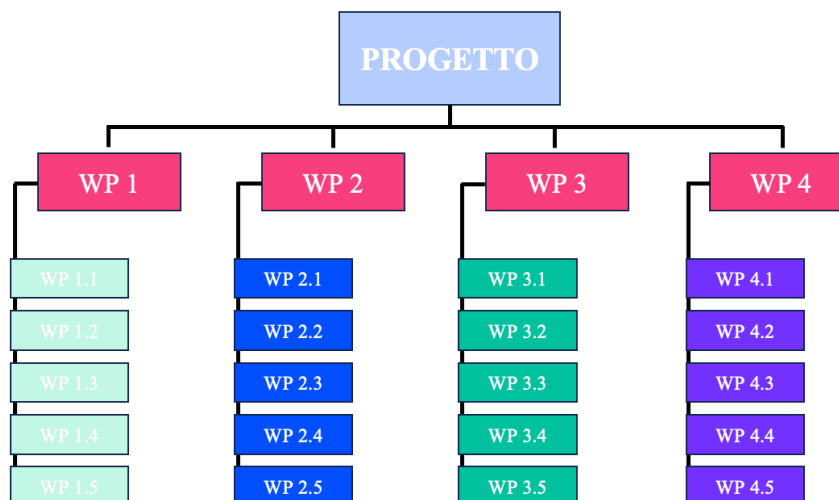 PROGETTO
WP 1
WP 2
WP 3
WP 4
WP 1.1
WP 2.1
WP 3.1
WP 4.1
WP 1.2
WP 2.2
WP 3.2
WP 4.2
WP 1.3
WP 2.3
WP 3.3
WP 4.3
WP 1.4
WP 2.4
WP 3.4
WP 4.4
WP 1.5
WP 2.5
WP 3.5
WP 4.5